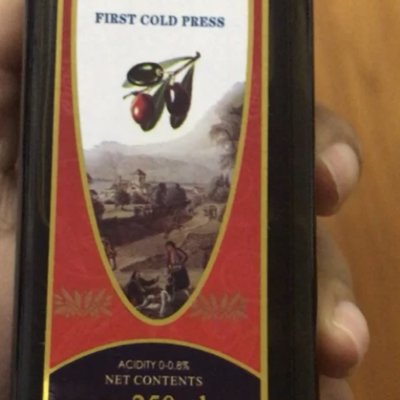 FIRST COLD PRESS
ACIDITY 0-0.8%
NET CONTENTS